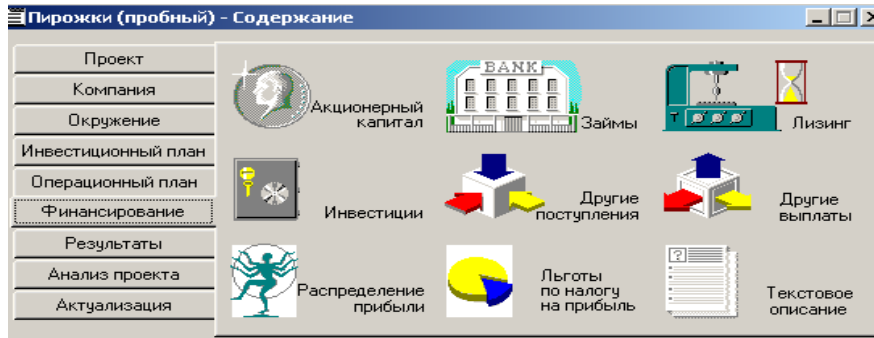 Пирожки (пробный) - Содержание
Проект
Компания
Окружение
Инвестиционный план
Операционный план
Финансирование
Результаты
Анализ проекта
Актуализация
Акционерный
капитал
BANK
Займы
Лизинг
Инвестиции
Другие
поступления
Другие
выплаты
Распределение
прибыли
Льготы
по налогу
на прибыль
Текстовое
описание